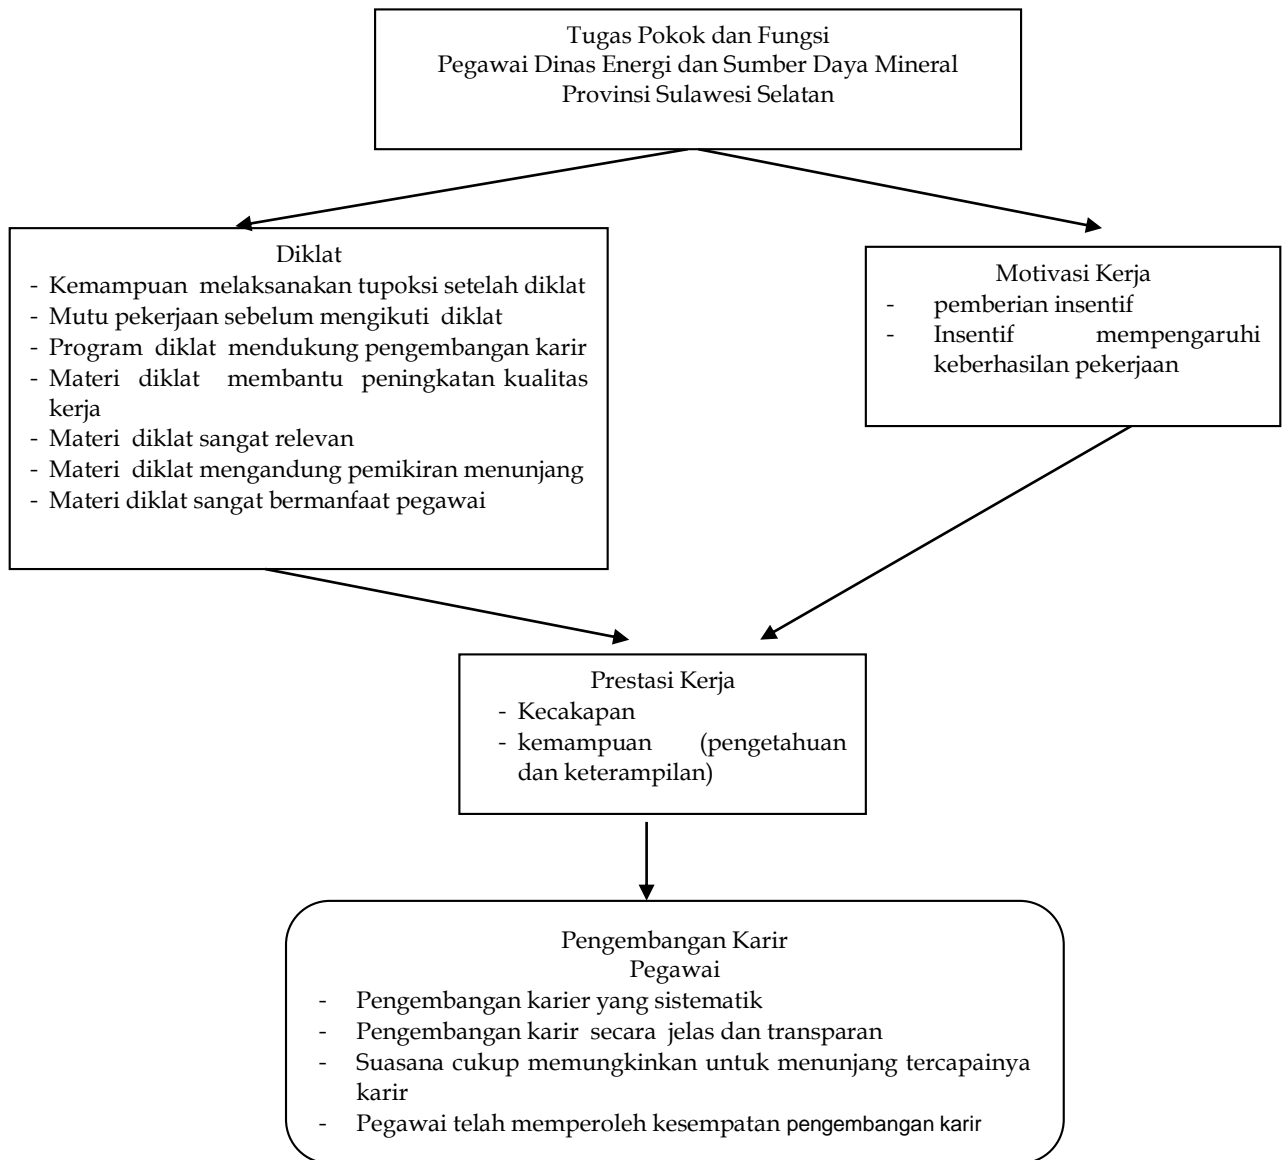 Tugas Pokok dan Fungsi
Pegawai Dinas Energi dan Sumber Daya Mineral
Provinsi Sulawesi Selatan
Diklat
- Kemampuan melaksanakan tupoksi setelah diklat
- Mutu pekerjaan sebelum mengikuti diklat
- Program diklat mendukung pengembangan karir
- Materi diklat membantu peningkatan kualitas
kerja
- Materi diklat sangat relevan
- Materi diklat mengandung pemikiran menunjang
- Materi diklat sangat bermanfaat pegawai
Motivasi Kerja
- pemberian insentif
- Insentif mempengaruhi
keberhasilan pekerjaan
Prestasi Kerja
- Kecakapan
- kemampuan (pengetahuan
dan keterampilan)
Pengembangan Karir
Pegawai
- Pengembangan karier yang sistematik
- Pengembangan karir secara jelas dan transparan
- Suasana cukup memungkinkan untuk menunjang tercapainya
karir
- Pegawai telah memperoleh kesempatan pengembangan karir